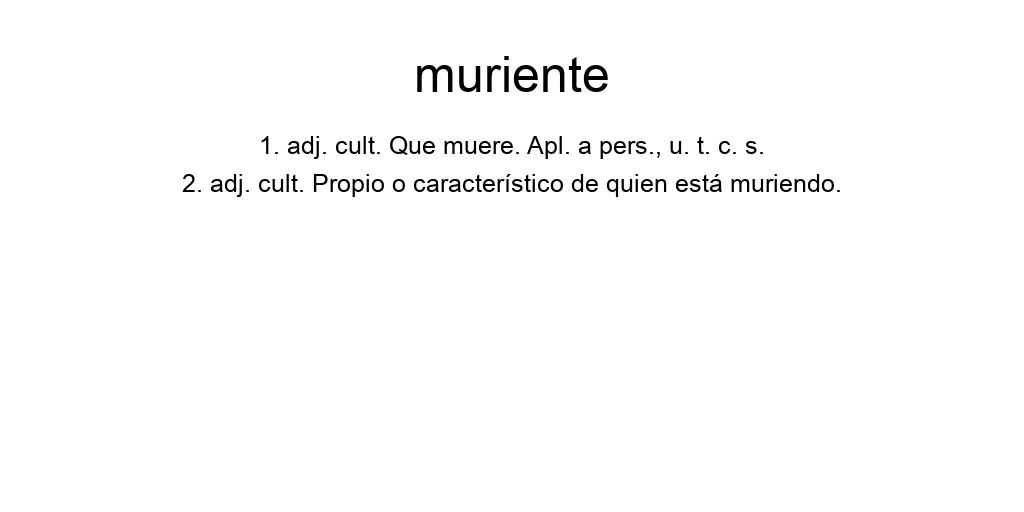 muriente
1. adj. cult. Que muere. Apl. a pers., u. t. c. s.
2. adj. cult. Propio o característico de quien está muriendo.